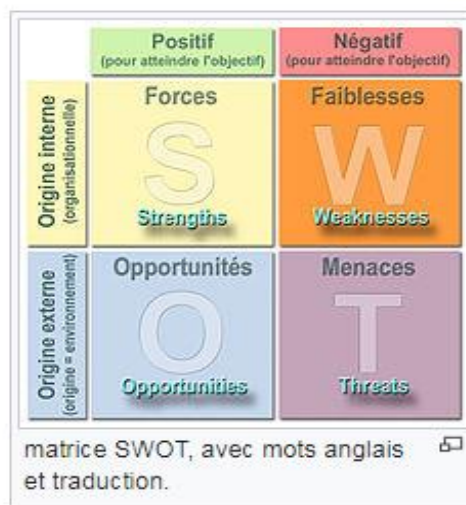 Positif
(pour atteindre l'objectif)
Négatif
(pour atteindre l'objectif)
Origine interne
(organisationnelle)
Forces
S
Strengths
Faiblesses
W
Weaknesses
Origine externe
(origine = environnement)
Opportunités
O
Opportunities
Menaces
T
Threats
matrice SWOT, avec mots anglais
et traduction.